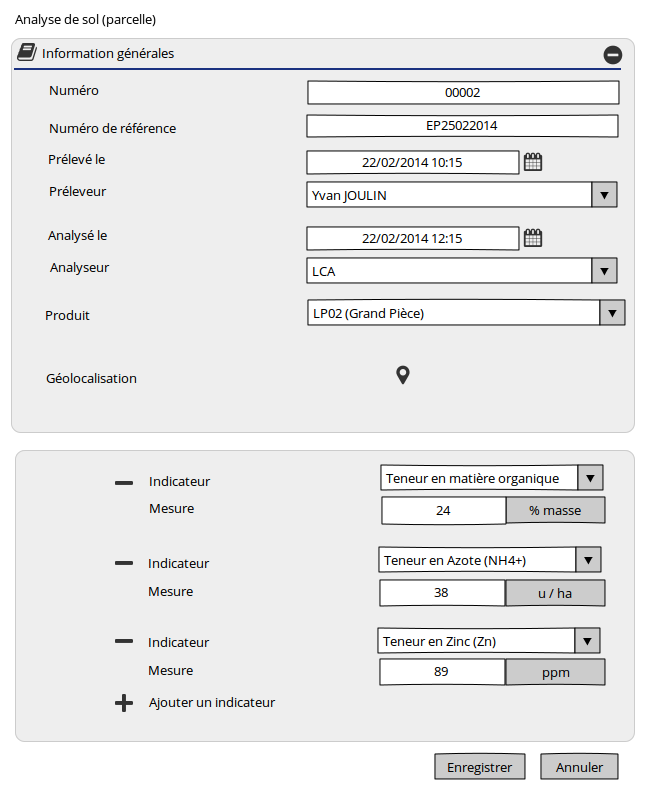 Analyse de sol (parcelle)
Information générales
Numéro 00002
Numéro de référence EP25022014
Prélevé le 22/02/2014 10:15
Préleveur Yvan JOULIN
Analysé le 22/02/2014 12:15
Analyseur LCA
Produit LP02 (Grand Pièce)
Géolocalisation
Indicateur Teneur en matière organique
Mesure 24 % masse
Indicateur Teneur en Azote (NH4+)
Mesure 38 u / ha
Indicateur Teneur en Zinc (Zn)
Mesure 89 ppm
Ajouter un indicateur
Enregistrer Annuler